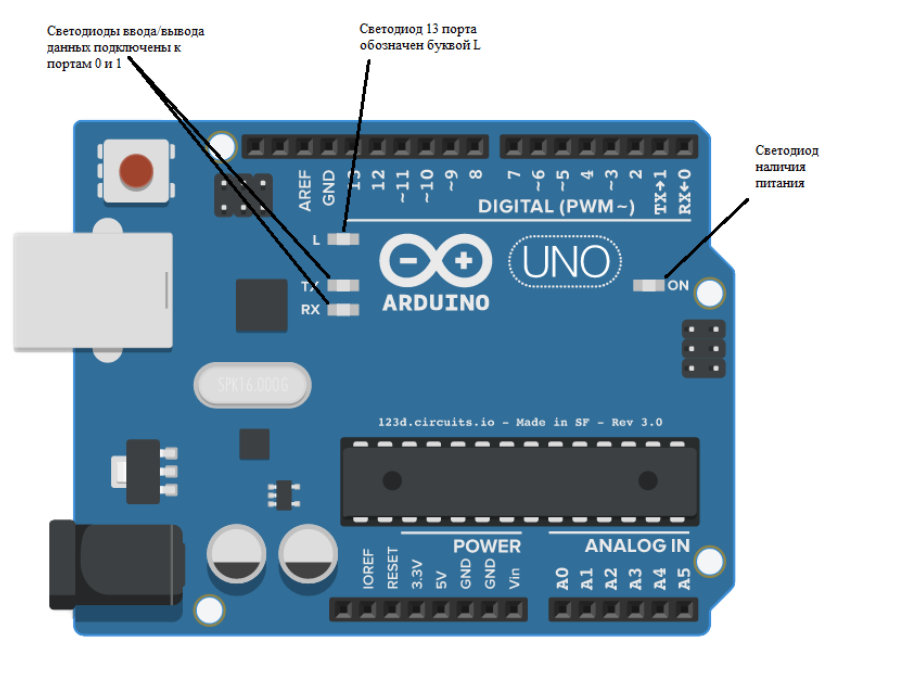 Светодиоды ввода/вывода
данных подключены к
портам 0 и 1
Светодиод 13 порта
обозначен буквой L
Светодиод
наличия
питания
AREF
GND
13
12
~11
~10
~9
8
7
~6
~5
4
~3
2
TX→1
RX←0
DIGITAL (PWM~)
L
TX
RX
ARDUINO
UNO
ON
SPK16.000G
123d.circuits.io - Made in SF - Rev 3.0
POWER
ANALOG IN
IOREF
RESET
3.3V
5V
GND
GND
Vin
A0
A1
A2
A3
A4
A5